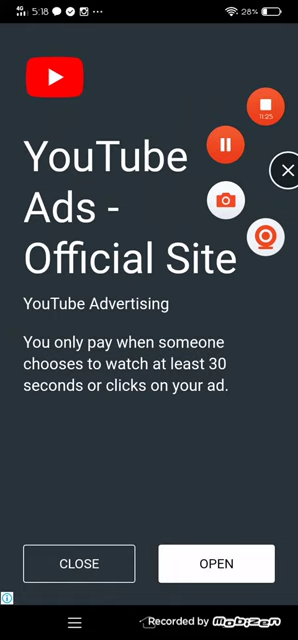 4G 5:18 28%
11:25
YouTube
Ads -
Official Site
YouTube Advertising
You only pay when someone
chooses to watch at least 30
seconds or clicks on your ad.
CLOSE OPEN
Recorded by mobizen